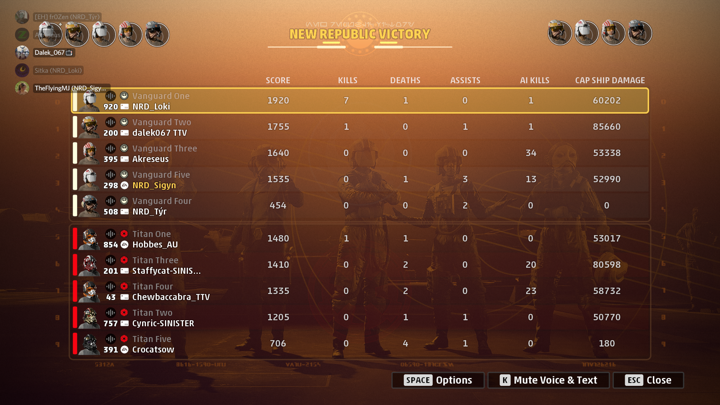 [EH] Ir0Zen (NRD_Týr)
Dalek_067
Sitka (NRD_Loki)
TheFlyingMJ (NRD_Sigy...
NEW REPUBLIC VICTORY
SCORE KILLS DEATHS ASSISTS AI KILLS CAP SHIP DAMAGE
Vanguard One
920 NRD_Loki 1920 7 1 0 1 60202
Vanguard Two
200 dalek067 TTV 1755 1 0 1 1 85660
Vanguard Three
395 Akreseus 1640 0 0 0 34 53338
Vanguard Five
298 NRD_Sigyn 1535 0 1 3 13 52990
Vanguard Four
508 NRD_Týr 454 0 0 2 0 0
Titan One
854 Hobbes_AU 1480 1 1 0 0 53017
Titan Three
201 Staffycat-SINIS... 1410 0 2 0 20 80598
Titan Four
43 Chewbaccabra_TTV 1335 0 2 0 23 58732
Titan Two
757 Cynric-SINISTER 1205 0 1 1 0 50770
Titan Five
391 Crocatsow 706 0 4 1 0 180
SPACE Options K Mute Voice & Text ESC Close